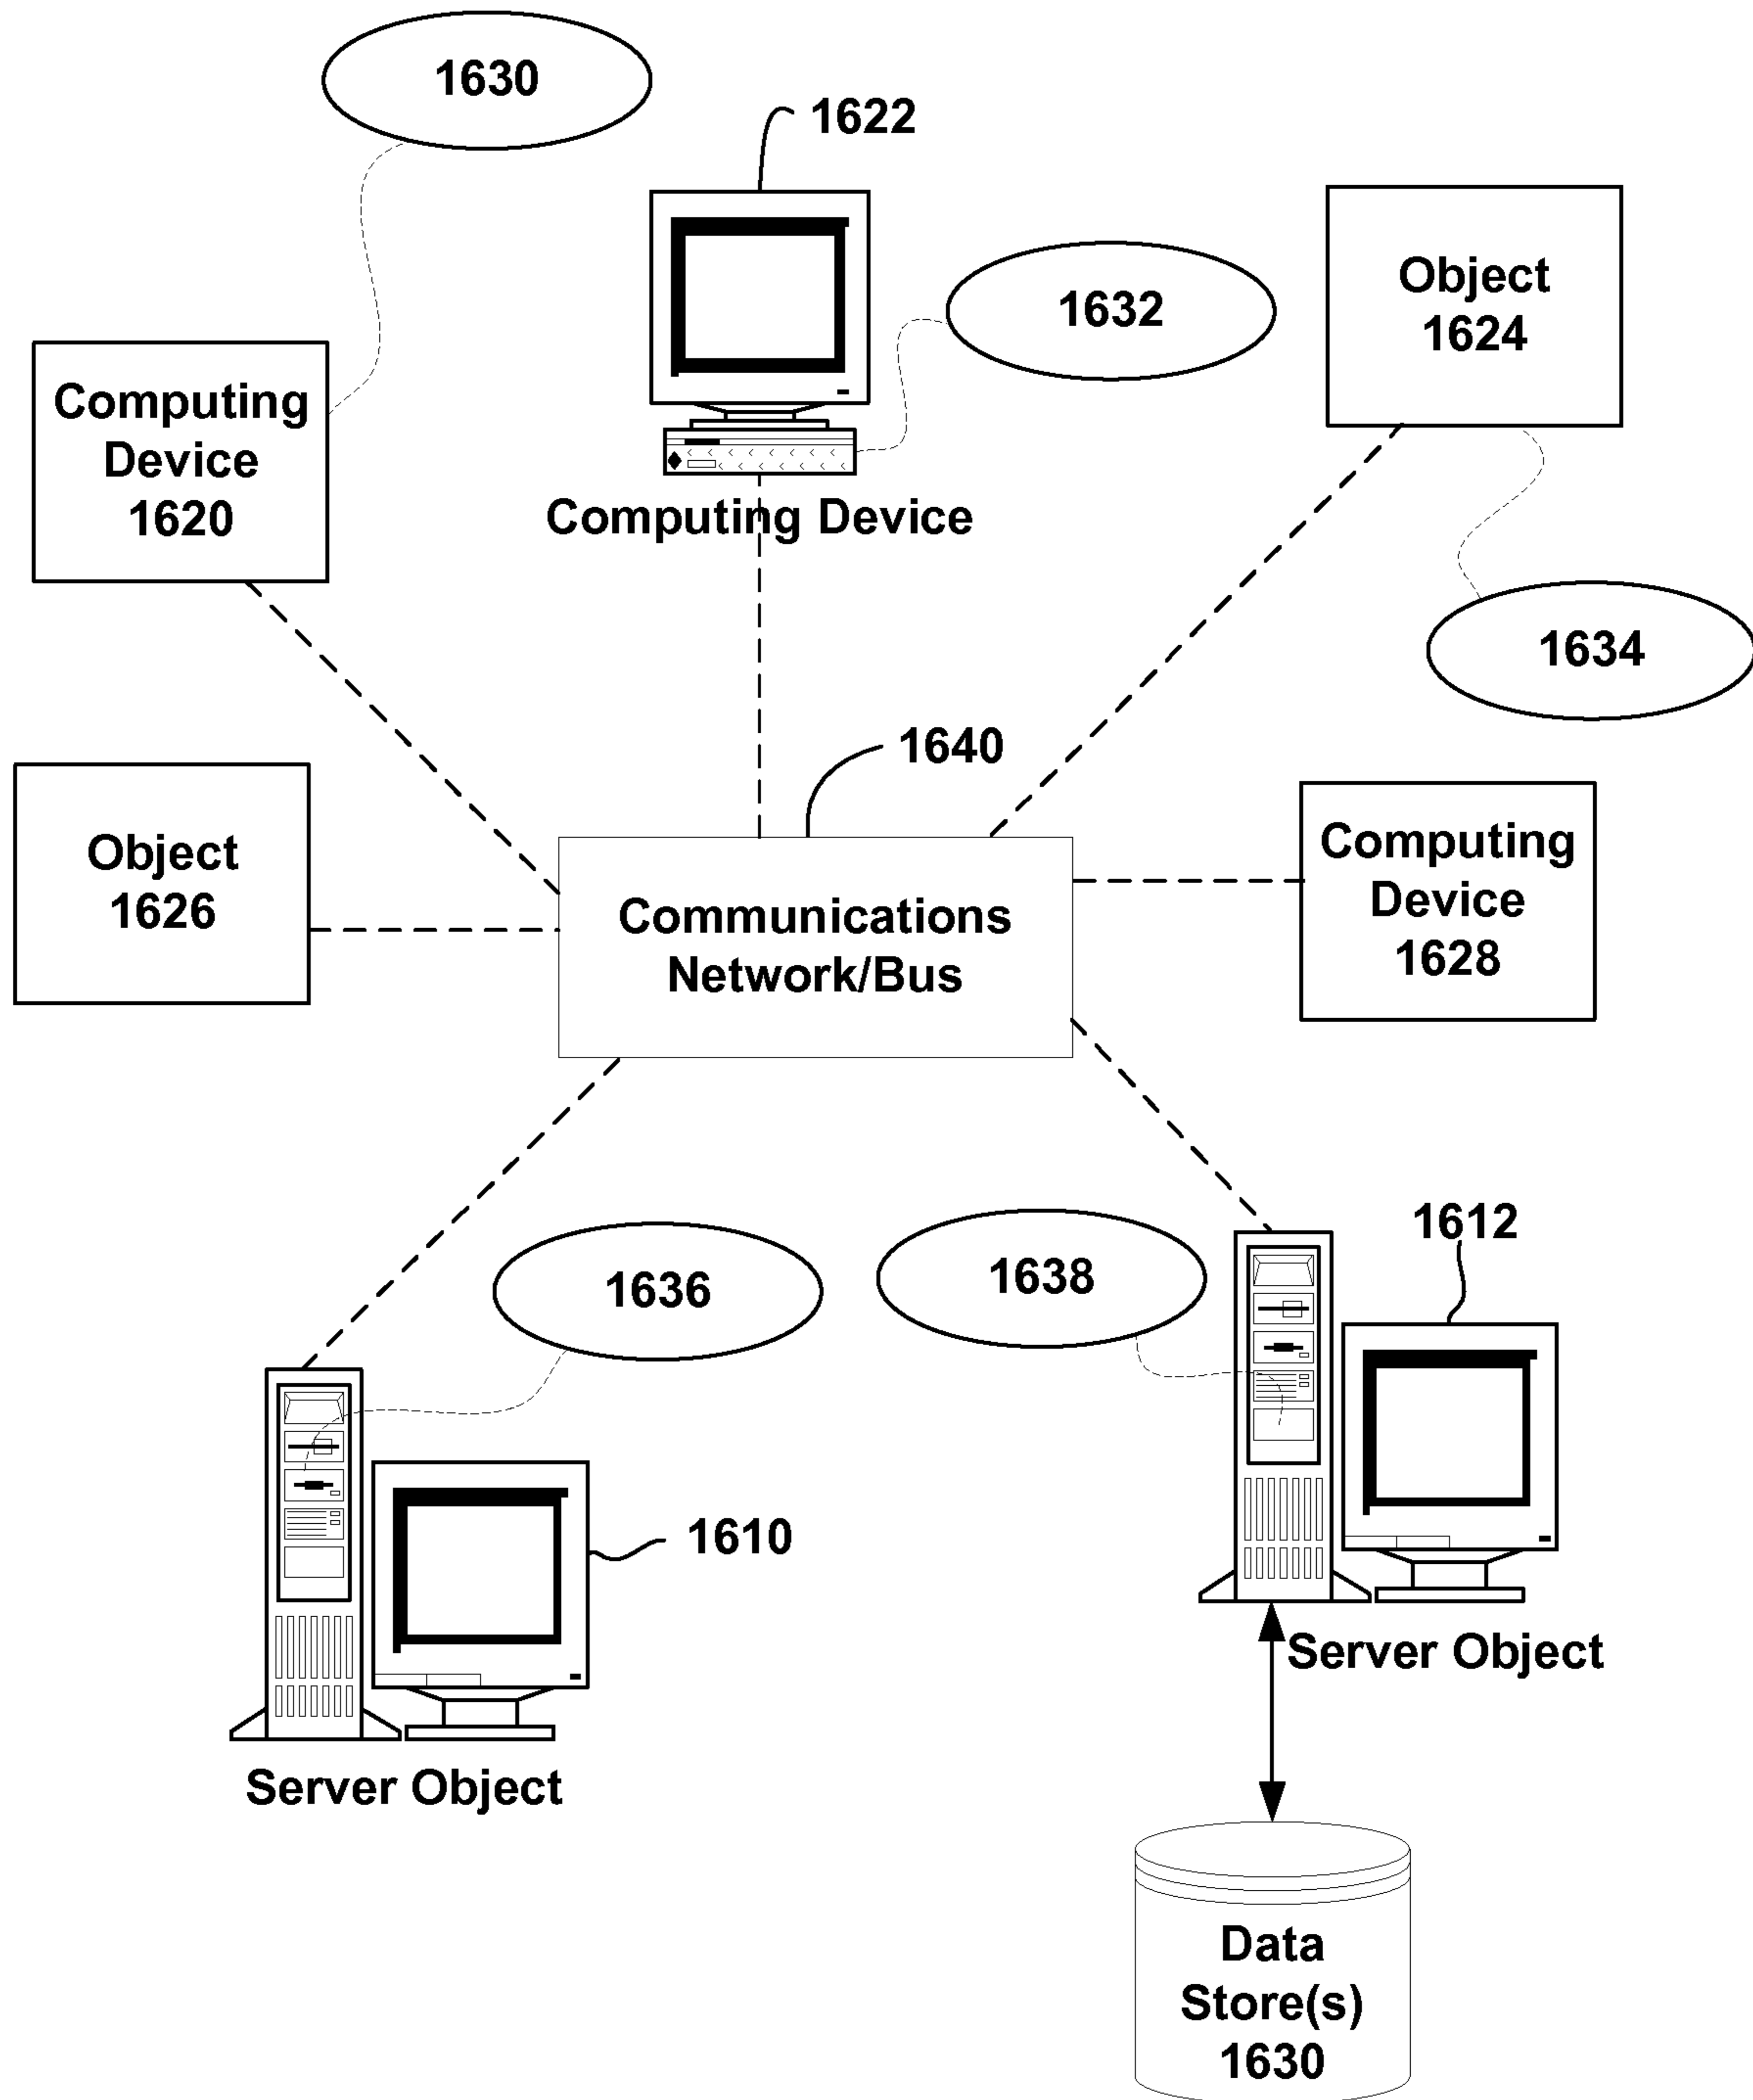 1630
1622
Object
1624
1632
Computing
Device
1620
Computing Device
1634
1640
Object
1626
Communications
Network/Bus
Computing
Device
1628
1612
1636
1638
1610
Server Object
Server Object
Data
Store(s)
1630